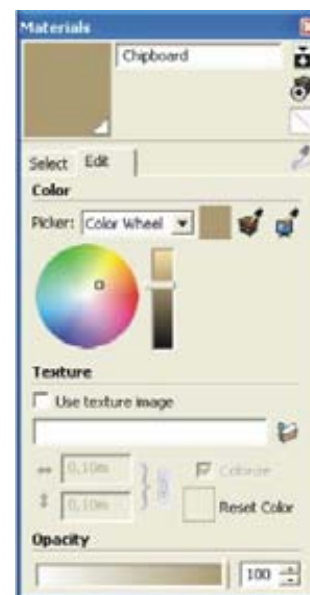 Materials
Chipboard
Select Edit
Color
Picker: Color Wheel
Texture
Use texture image
0,10m
Colorize
0,10m
Reset Color
Opacity
100